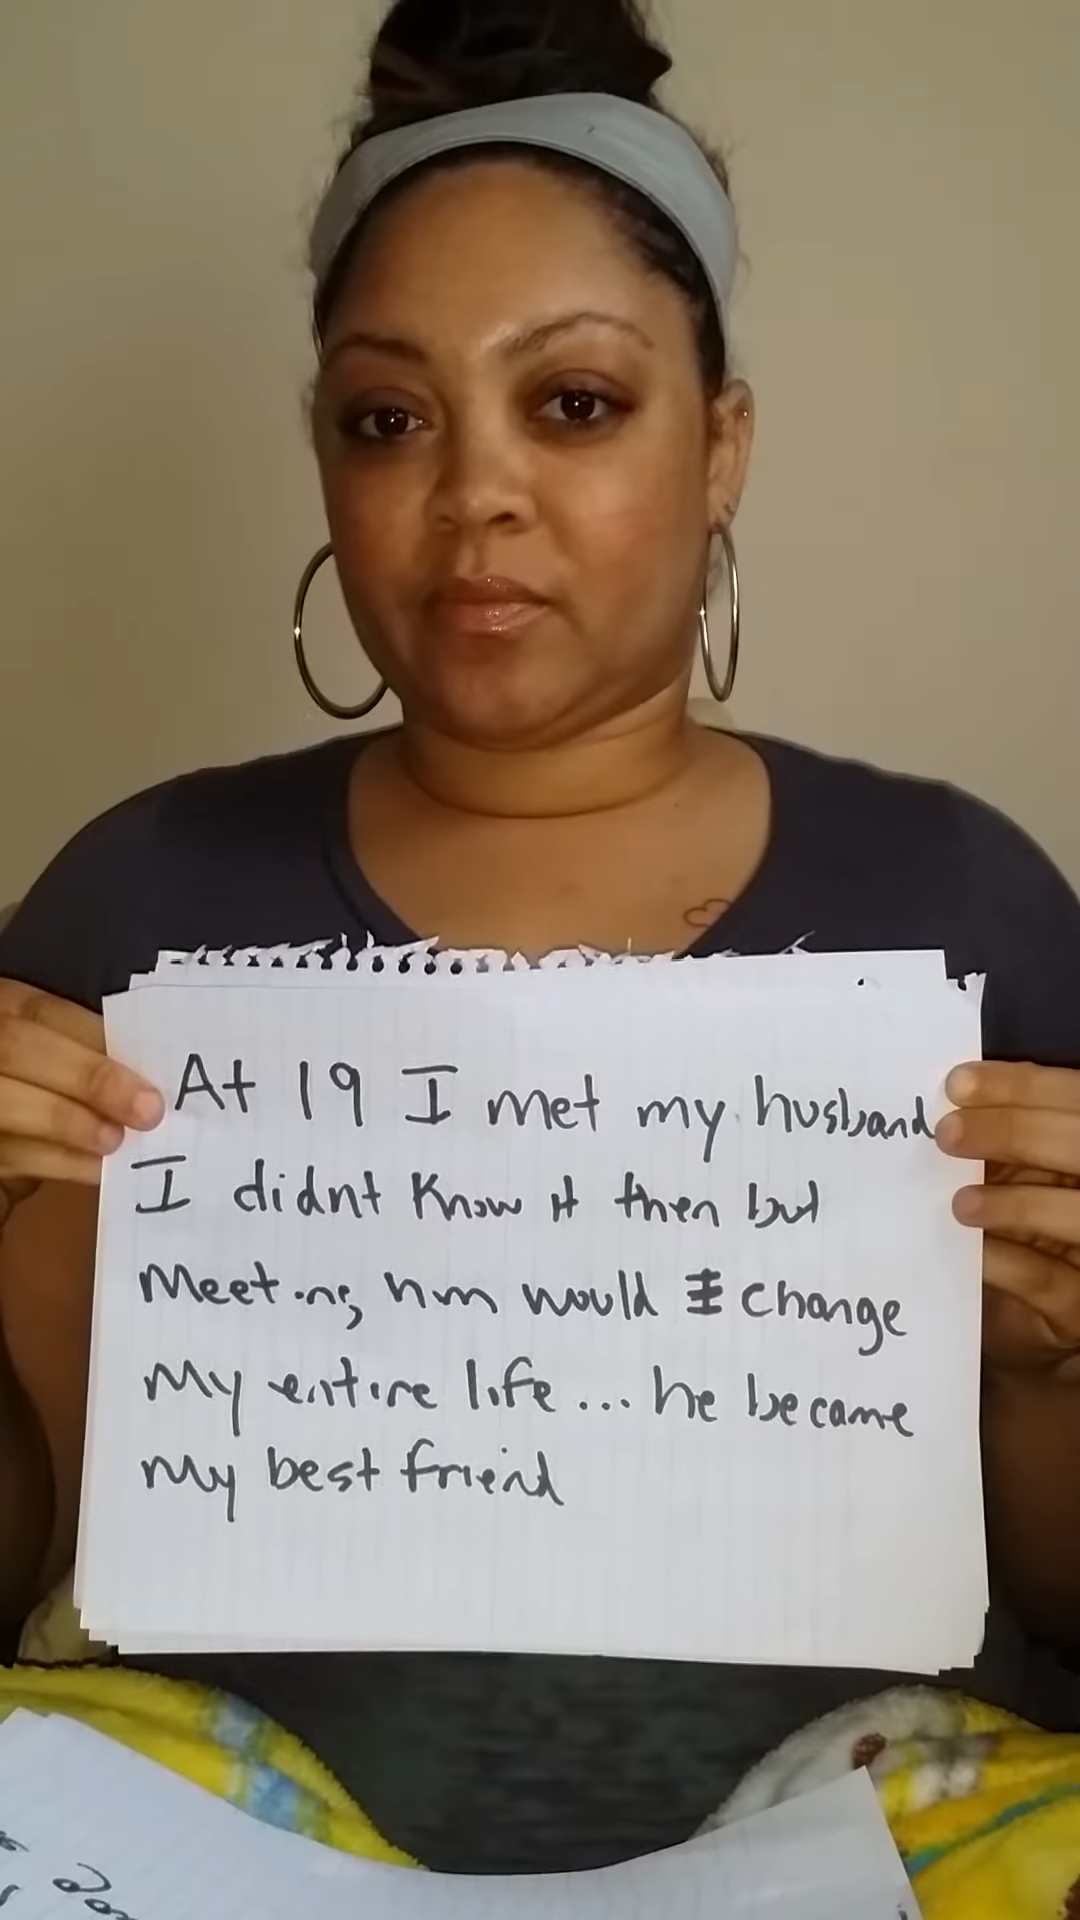 At 19 I met my husband
I didnt know it then but
meeting him would change
my entire life... he became
my best friend